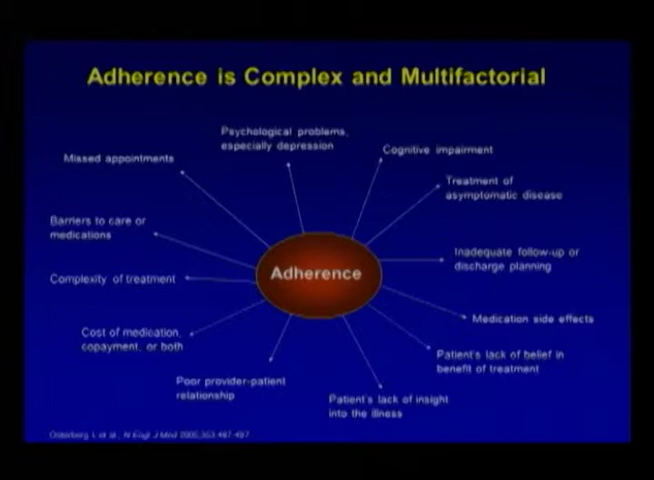 Adherence is Complex and Multifactorial
Psychological problems,
especially depression
Cognitive impairment
Missed appointments
Treatment of
asymptomatic disease
Barriers to care or
medications
Inadequate follow-up or
discharge planning
Adherence
Complexity of treatment
Medication side effects
Cost of medication,
copayment, or both
Patient's lack of belief in
benefit of treatment
Poor provider-patient
relationship
Patient's lack of insight
into the illness
Osterberg L et al., N Engl J Med 2005;353:487-497